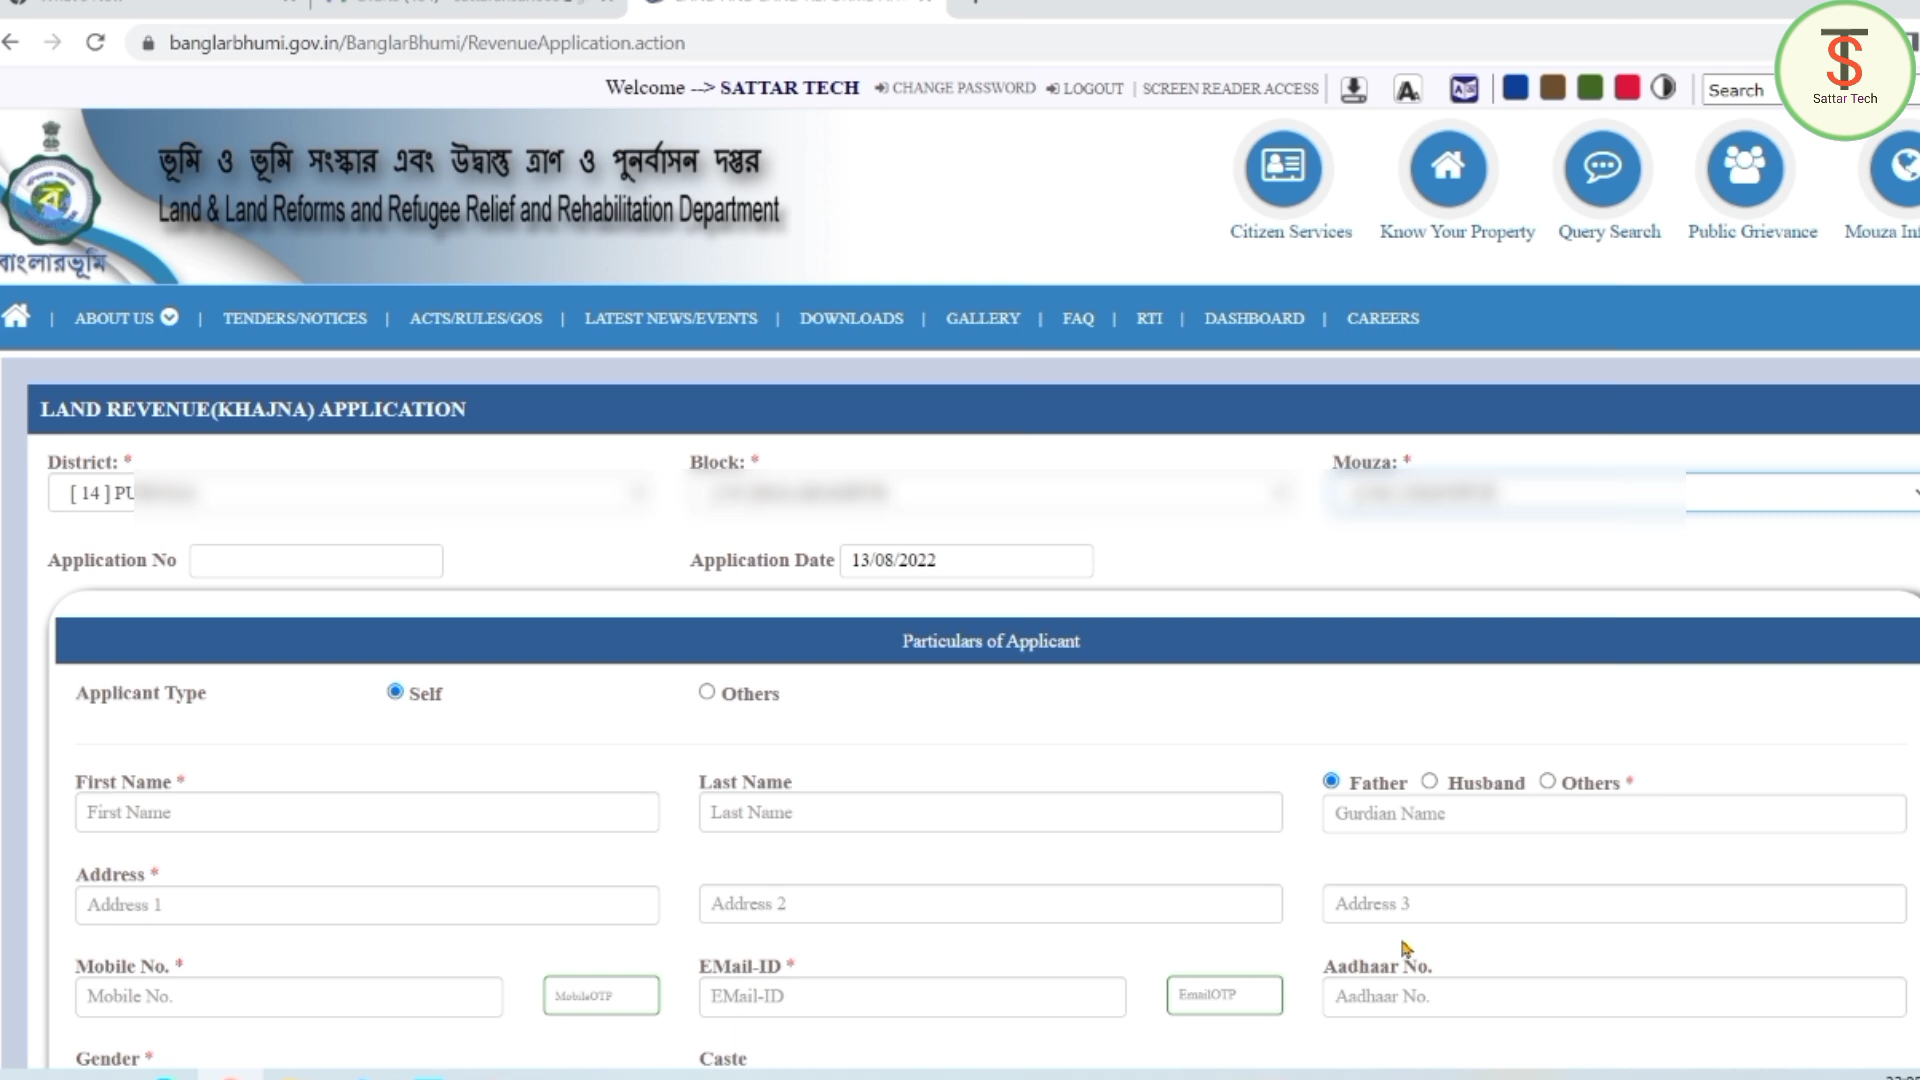 banglarbhumi.gov.in/BanglarBhumi/RevenueApplication.action
Welcome --> SATTAR TECH CHANGE PASSWORD LOGOUT | SCREEN READER ACCESS
Search
Sattar Tech
ভূমি ও ভূমি সংস্কার এবং উদ্বাস্তু ত্রাণ ও পুনর্বাসন দপ্তর
Land & Land Reforms and Refugee Relief and Rehabilitation Department
বাংলারভূমি
Citizen Services Know Your Property Query Search Public Grievance Mouza
ABOUT US | TENDERS/NOTICES | ACTS/RULES/GOS | LATEST NEWS/EVENTS | DOWNLOADS | GALLERY | FAQ | RTI | DASHBOARD | CAREERS
LAND REVENUE(KHAJNA) APPLICATION
District: * Block: * Mouza: *
[ 14 ] PU
Application No Application Date 13/08/2022
Particulars of Applicant
Applicant Type Self Others
First Name * Last Name Father Husband Others *
First Name Last Name Gurdian Name
Address *
Address 1 Address 2 Address 3
Mobile No. * EMail-ID * Aadhaar No.
Mobile No. MobileOTP EMail-ID EmailOTP Aadhaar No.
Gender * Caste